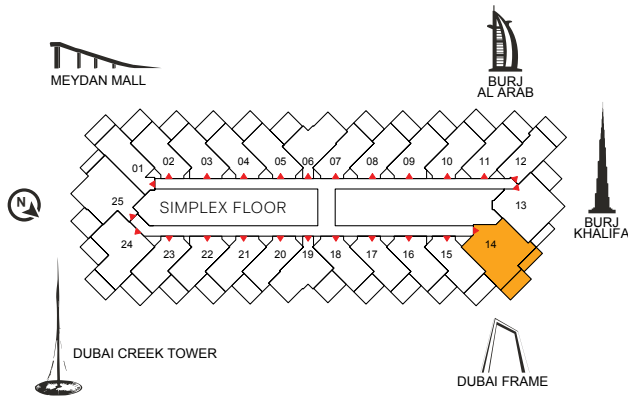 MEYDAN MALL
BURJ
AL ARAB
01 02 03 04 05 06 07 08 09 10 11 12
N
25
SIMPLEX FLOOR
13
BURJ
KHALIFA
24 23 22 21 20 19 18 17 16 15 14
DUBAI CREEK TOWER
DUBAI FRAME